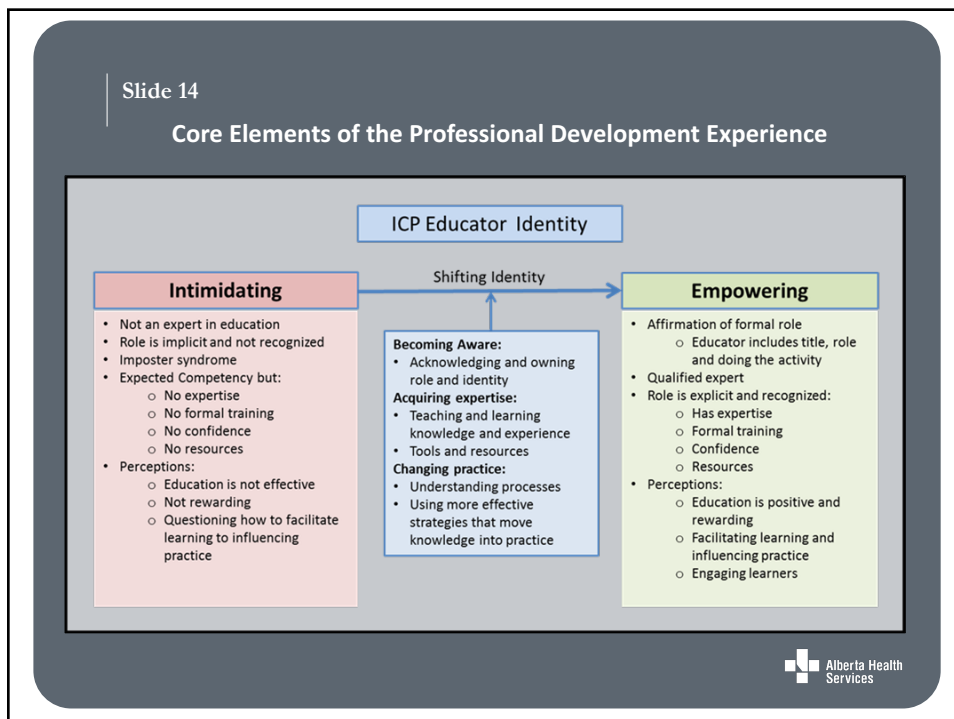 Slide 14
Core Elements of the Professional Development Experience
ICP Educator Identity
Shifting Identity
Intimidating
• Not an expert in education
• Role is implicit and not recognized
• Imposter syndrome
• Expected Competency but:
o No expertise
o No formal training
o No confidence
o No resources
• Perceptions:
o Education is not effective
o Not rewarding
o Questioning how to facilitate
learning to influencing
practice
Becoming Aware:
• Acknowledging and owning
role and identity
Acquiring expertise:
• Teaching and learning
knowledge and experience
• Tools and resources
Changing practice:
• Understanding processes
• Using more effective
strategies that move
knowledge into practice
Empowering
• Affirmation of formal role
o Educator includes title, role
and doing the activity
• Qualified expert
• Role is explicit and recognized:
o Has expertise
o Formal training
o Confidence
o Resources
• Perceptions:
o Education is positive and
rewarding
o Facilitating learning and
influencing practice
o Engaging learners
Alberta Health
Services